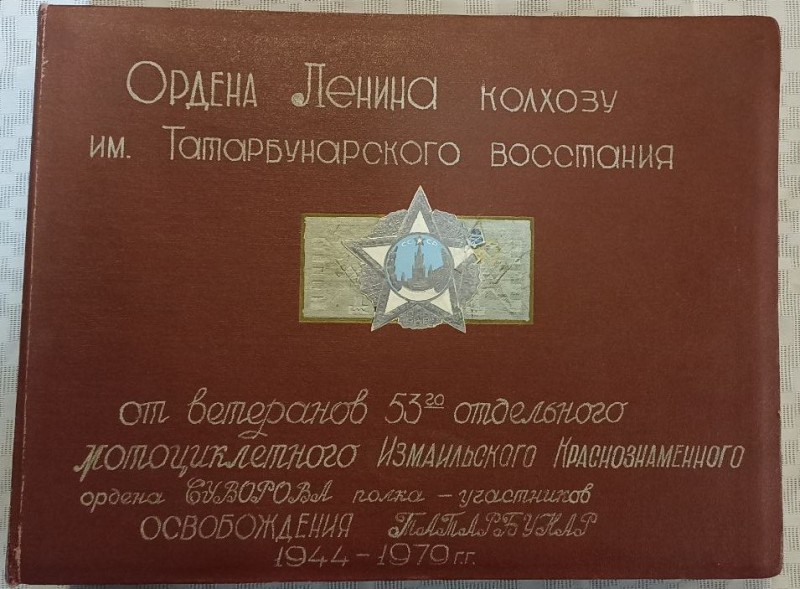 Ордена Ленина колхозу
им. Татарбунарского восстания
СССР
от ветеранов 53го отдельного
мотоциклетного Измаильского Краснознаменного
ордена СУВОРОВА полка – участников
ОСВОБОЖДЕНИЯ ТАТАРБУНАР
1944 – 1979 г.г.